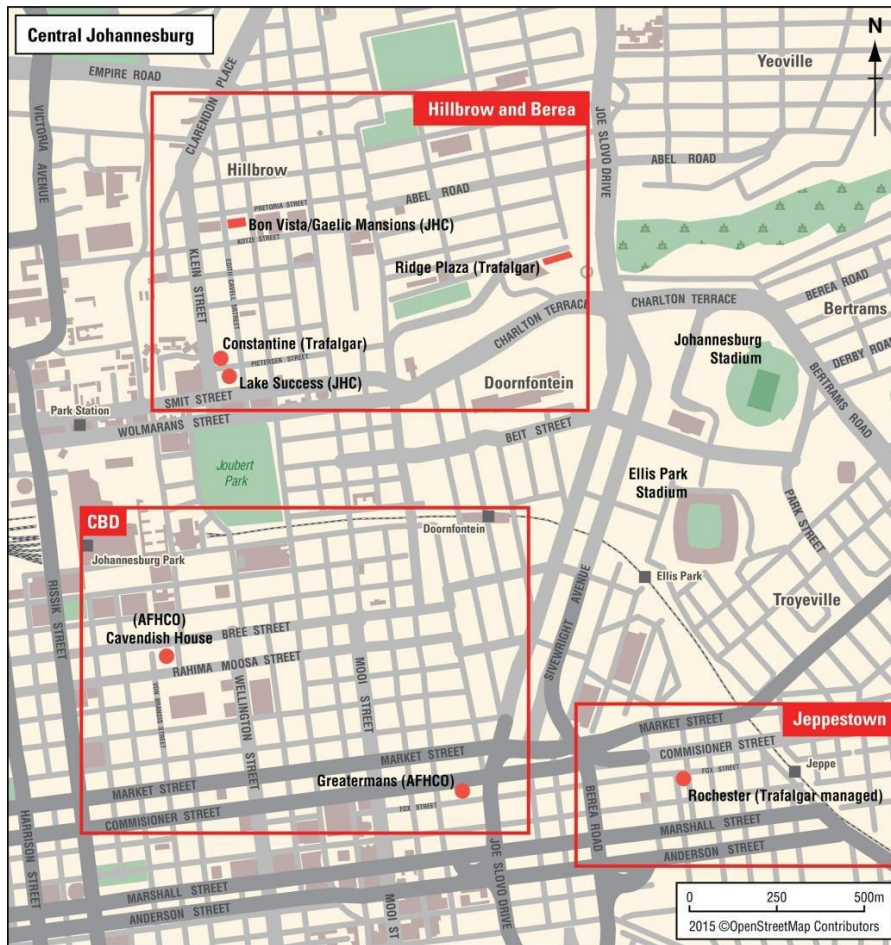 Central Johannesburg
N
EMPIRE ROAD
CLARENDON PLACE
VICTORIA AVENUE
Yeoville
Hillbrow and Berea
JOE SLOVO DRIVE
ABEL ROAD
Hillbrow
ABEL ROAD
PRETORIA STREET
Bon Vista/Gaelic Mansions (JHC)
KOTZE STREET
KLEIN STREET
Ridge Plaza (Trafalgar)
CHARLTON TERRACE
CHARLTON TERRACE
BEREA ROAD
Bertrams
DERBY ROAD
BERTRAMS ROAD
Constantine (Trafalgar)
PIETERSEN STREET
Lake Success (JHC)
Johannesburg
Stadium
Doornfontein
SMIT STREET
Park Station
WOLMARANS STREET
BEIT STREET
Joubert
Park
Ellis Park
Stadium
PARK STREET
CBD
Doornfontein
Johannesburg Park
Ellis Park
Troyeville
RISSIK STREET
(AFHCO)
Cavendish House
BREE STREET
RAHIMA MOOSA STREET
VON BRANDIS STREET
WELLINGTON STREET
MOOI STREET
SIVEWRIGHT AVENUE
MARKET STREET
Jeppestown
COMMISIONER STREET
MARKET STREET
FOX STREET
Jeppe
Greatermans (AFHCO)
Rochester (Trafalgar managed)
MARKET STREET
COMMISIONER STREET
FOX STREET
BEREA ROAD
HARRISON STREET
MARSHALL STREET
ANDERSON STREET
JOE SLOVO DRIVE
MARSHALL STREET
ANDERSON STREET
MOOI ST
0 250 500m
2015 ©OpenStreetMap Contributors